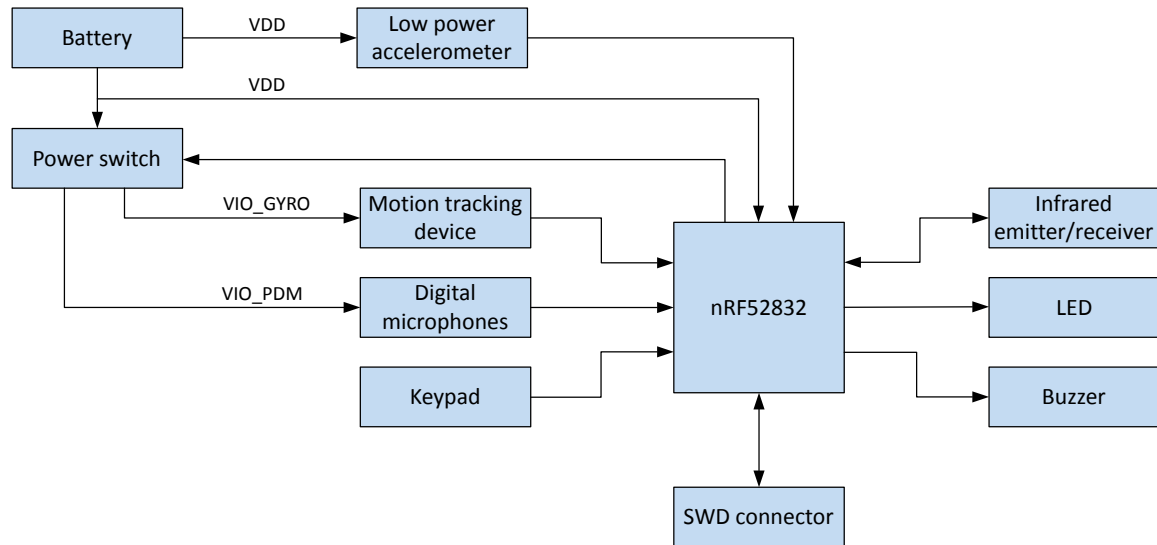 Battery
VDD
Low power
accelerometer
VDD
Power switch
VIO_GYRO
Motion tracking
device
Infrared
emitter/receiver
VIO_PDM
Digital
microphones
nRF52832
LED
Keypad
Buzzer
SWD connector